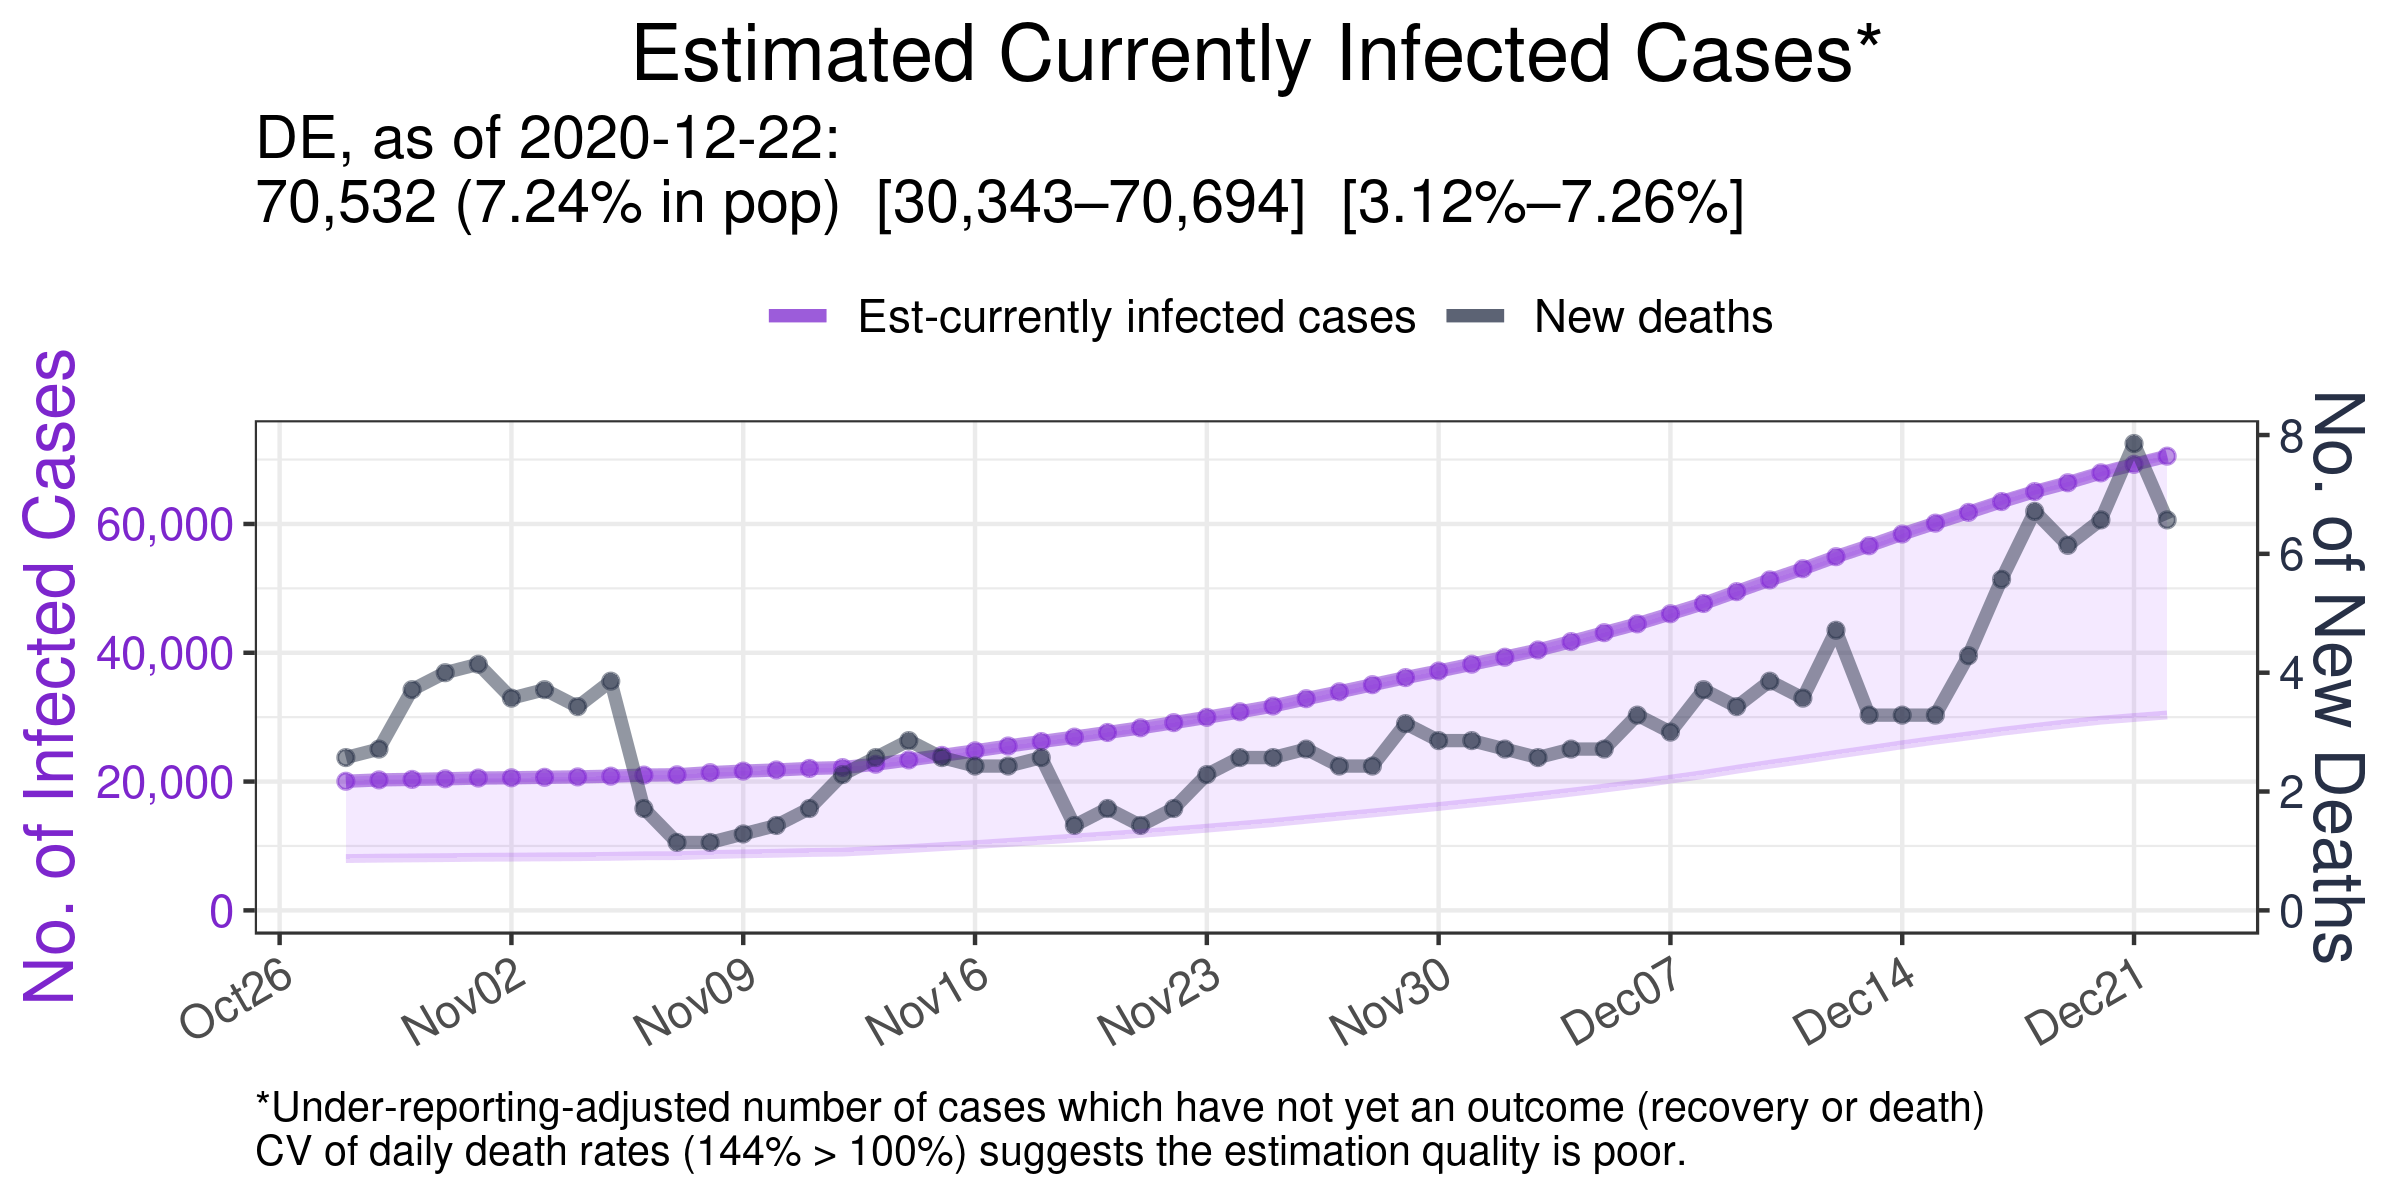 Estimated Currently Infected Cases*
DE, as of 2020-12-22:
70,532 (7.24% in pop)  [30,343–70,694]  [3.12%–7.26%]
Est-currently infected cases
New deaths
No. of Infected Cases
60,000
40,000
20,000
0
8
6
4
2
0
No. of New Deaths
Oct26
Nov02
Nov09
Nov16
Nov23
Nov30
Dec07
Dec14
Dec21
*Under-reporting-adjusted number of cases which have not yet an outcome (recovery or death)
CV of daily death rates (144% > 100%) suggests the estimation quality is poor.